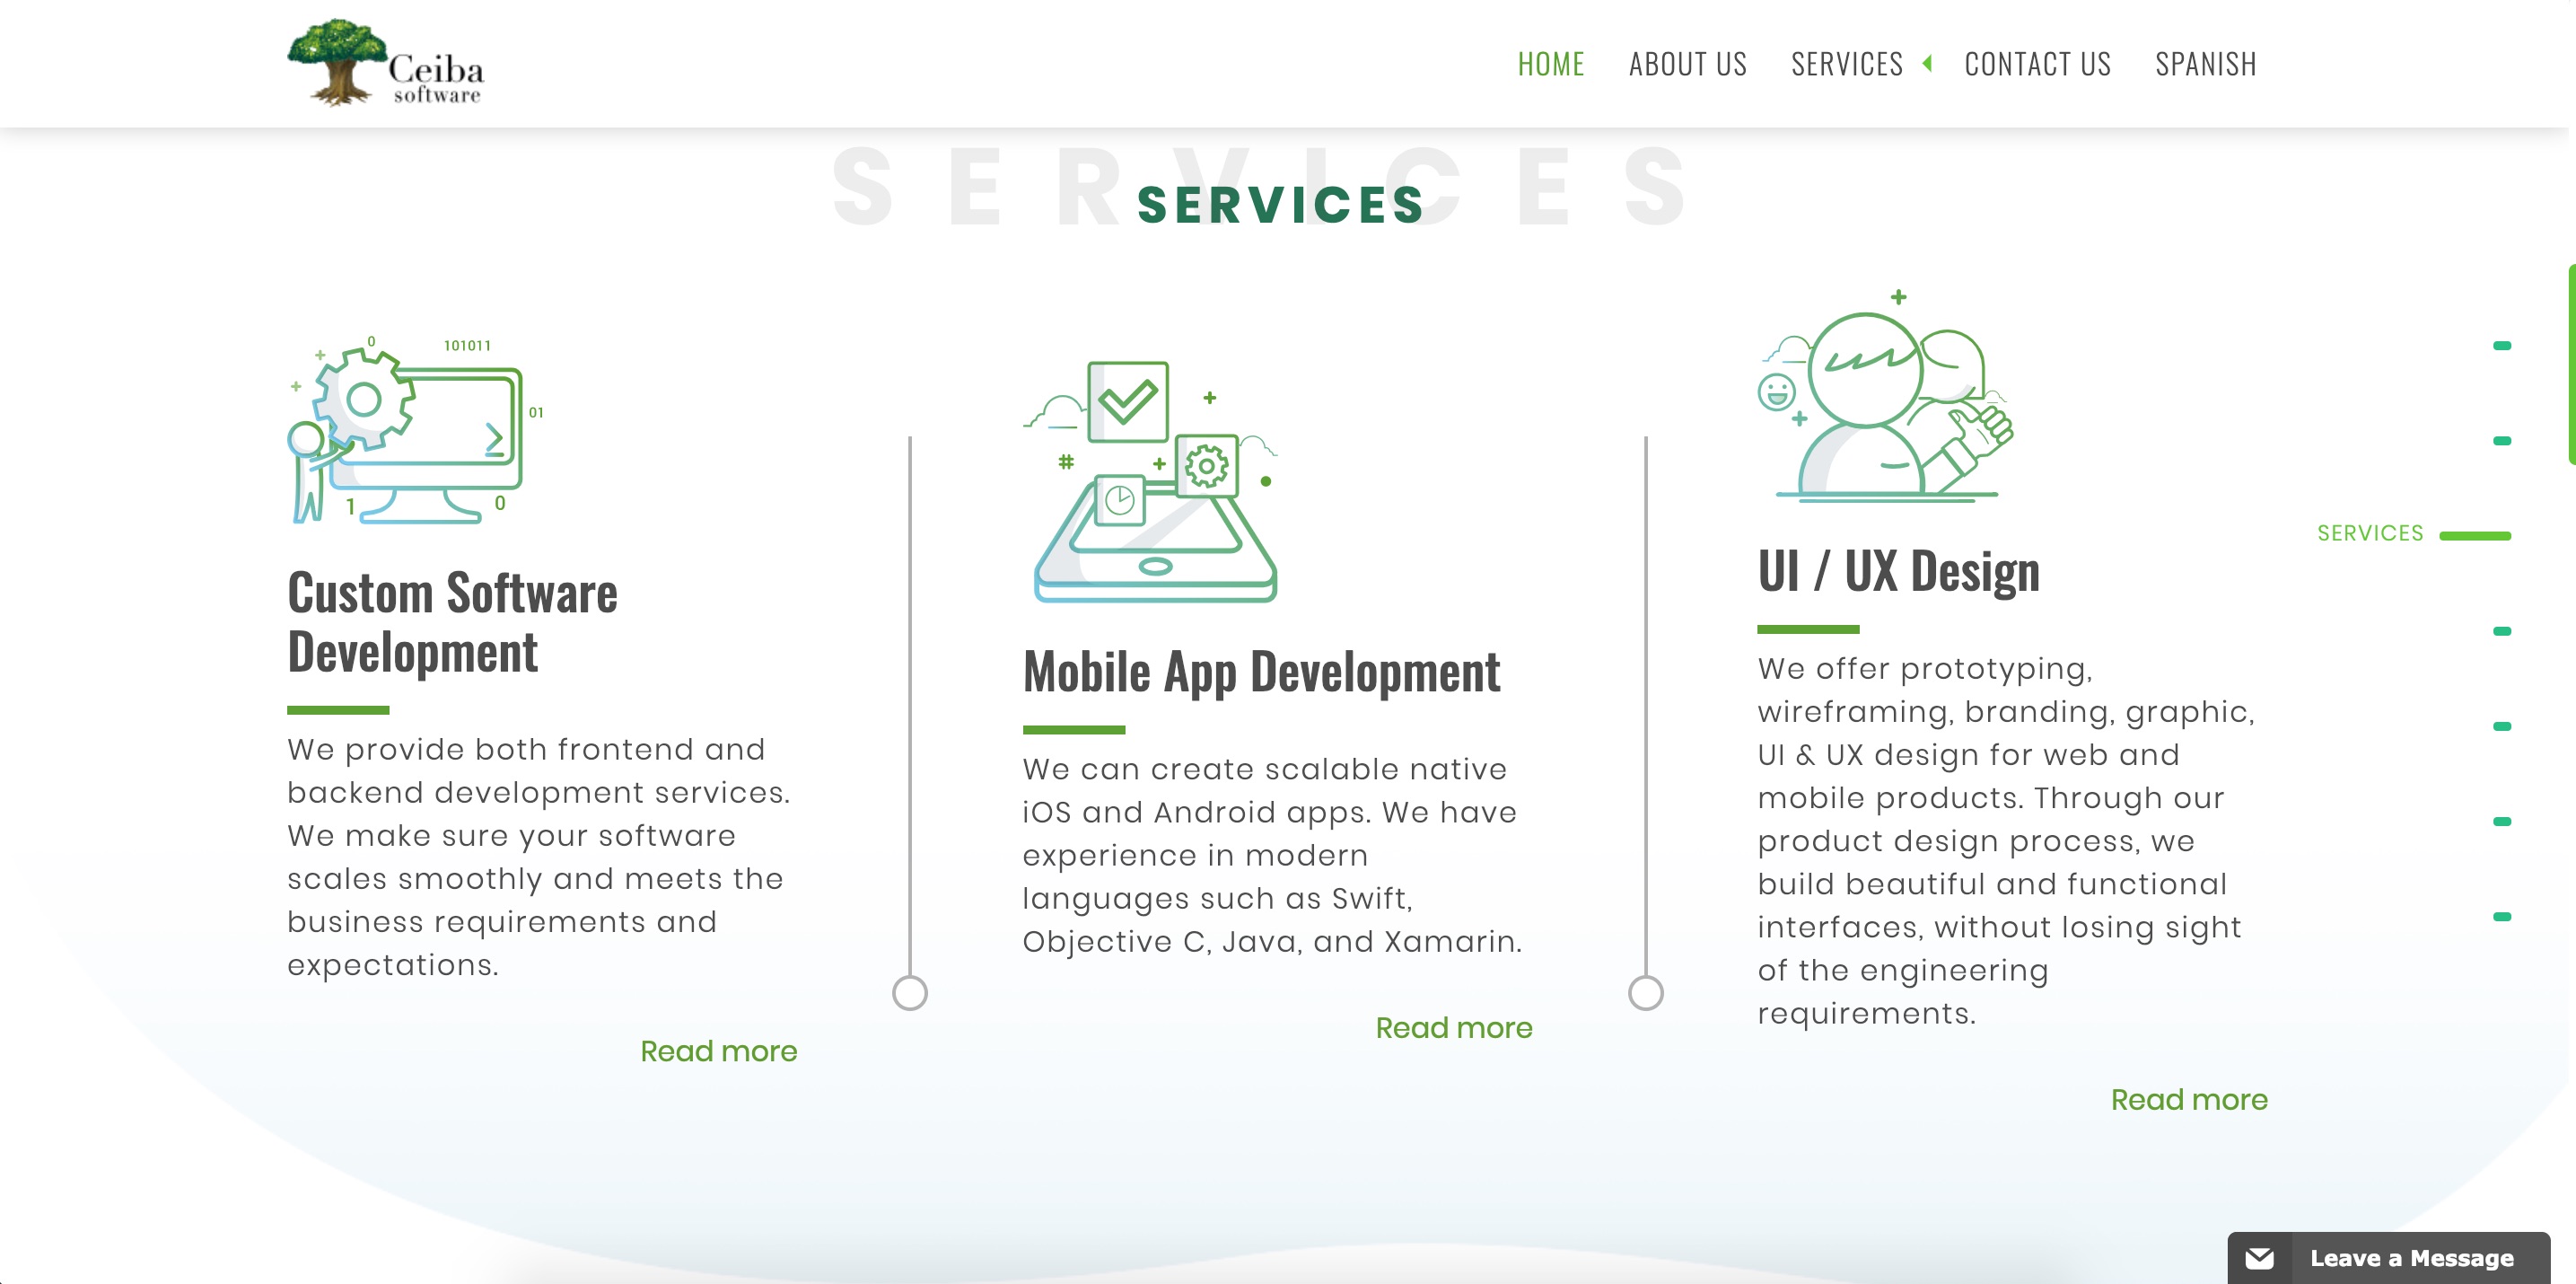 Ceiba
software
HOME
ABOUT US
SERVICES
CONTACT US
SPANISH
SERVICES
SERVICES
0
101011
01
1
0
Custom Software
Development
We provide both frontend and
backend development services.
We make sure your software
scales smoothly and meets the
business requirements and
expectations.
Read more
#
Mobile App Development
We can create scalable native
iOS and Android apps. We have
experience in modern
languages such as Swift,
Objective C, Java, and Xamarin.
Read more
UI / UX Design
We offer prototyping,
wireframing, branding, graphic,
UI & UX design for web and
mobile products. Through our
product design process, we
build beautiful and functional
interfaces, without losing sight
of the engineering
requirements.
Read more
SERVICES
Leave a Message